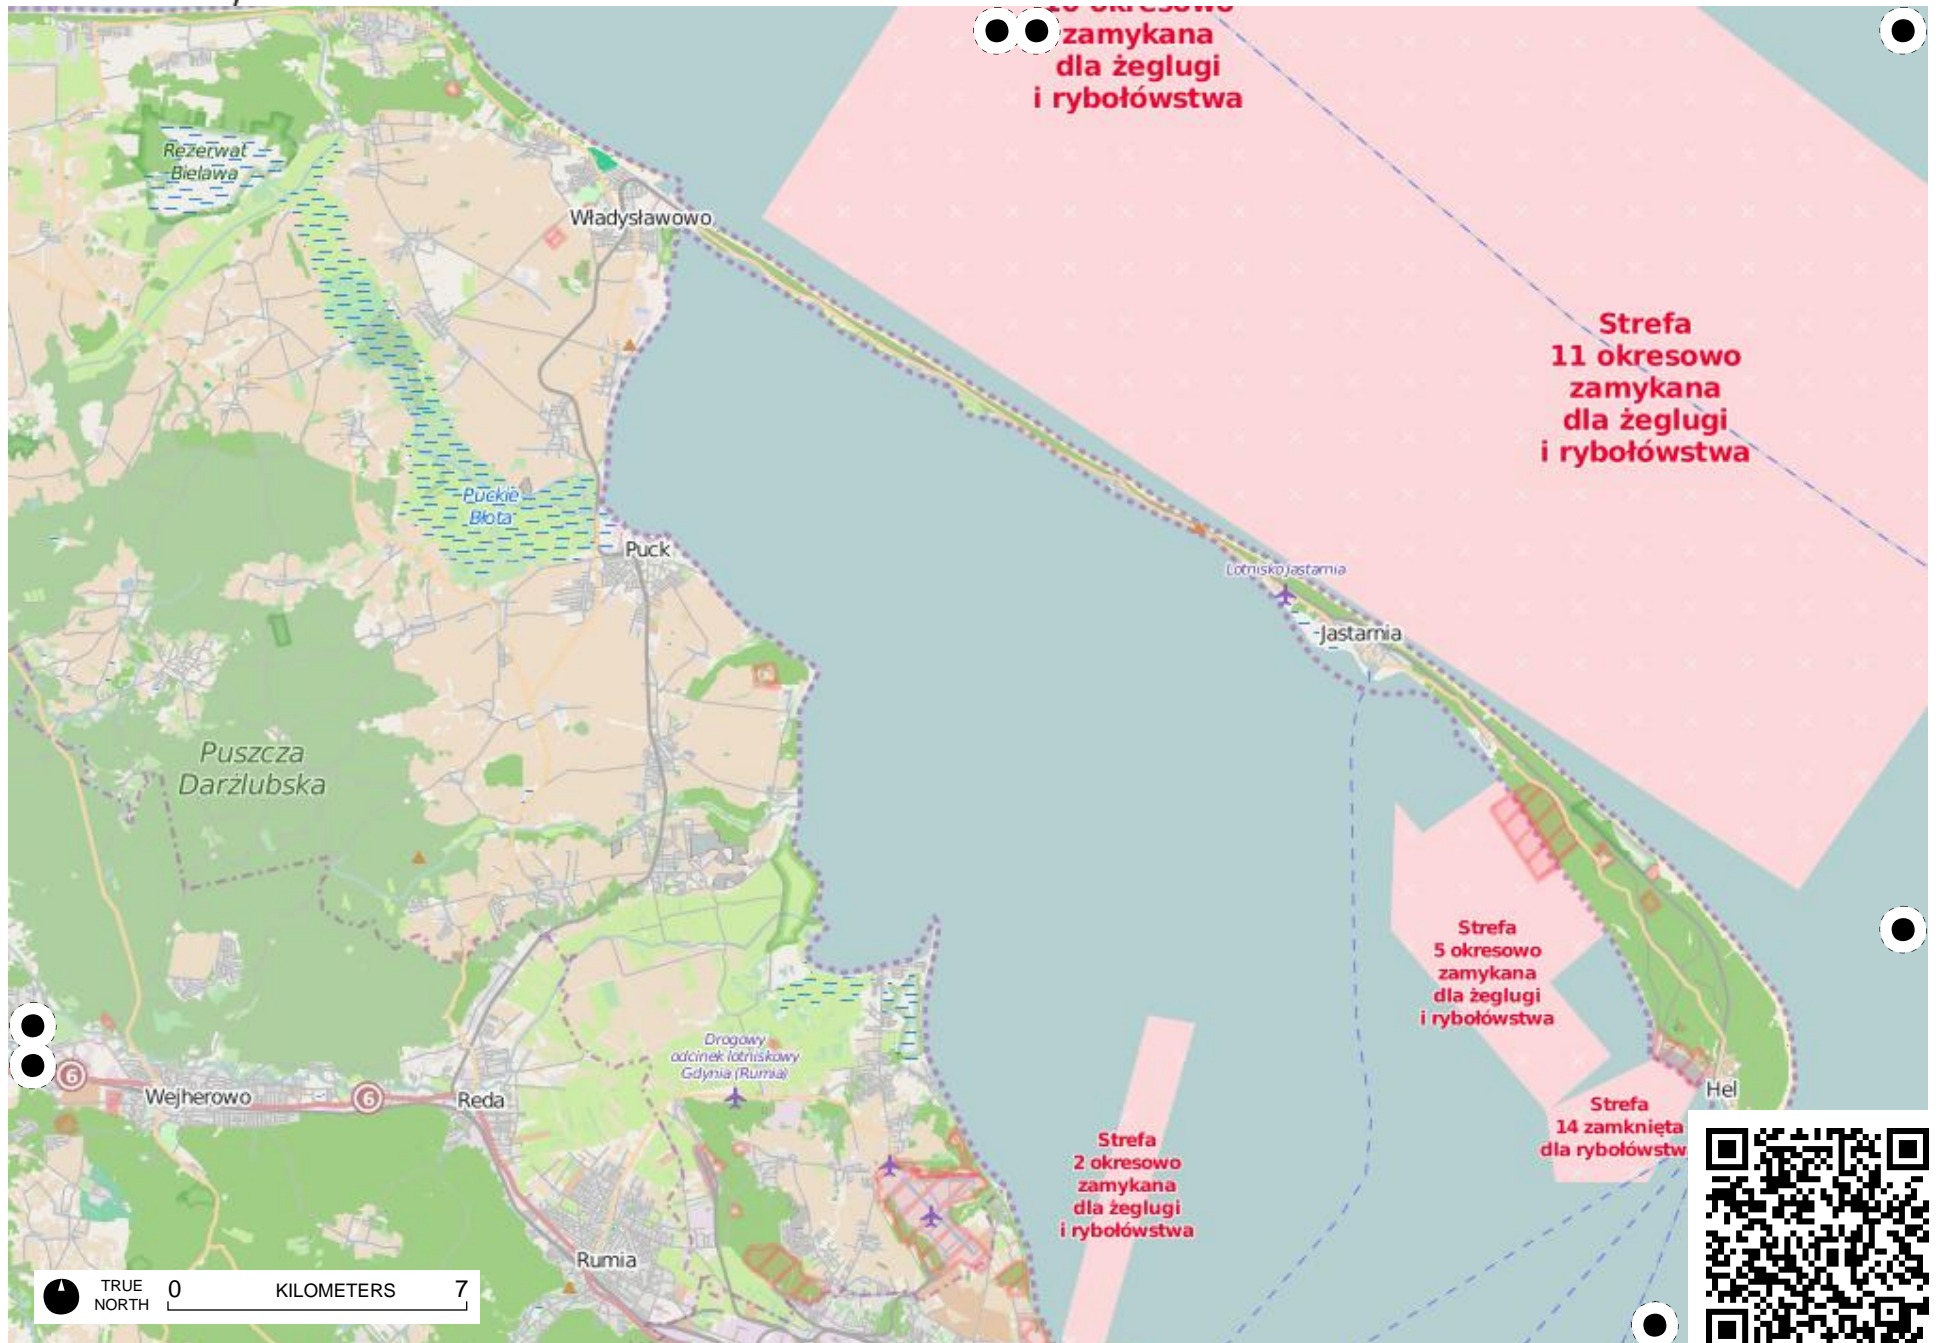 zamykana
dla żeglugi
i rybołówstwa
Rezerwat
Bielawa
Władysławowo
Strefa
11 okresowo
zamykana
dla żeglugi
i rybołówstwa
Puckie
Błota
Puck
Lotnisko Jastarnia
Jastarnia
Puszcza
Darżlubska
Strefa
5 okresowo
zamykana
dla żeglugi
i rybołówstwa
Drogowy
odcinek lotniskowy
Gdynia (Rumia)
6
Wejherowo
6
Reda
Hel
Strefa
14 zamknięta
dla rybołówstw
Strefa
2 okresowo
zamykana
dla żeglugi
i rybołówstwa
Rumia
TRUE
NORTH
0 KILOMETERS 7